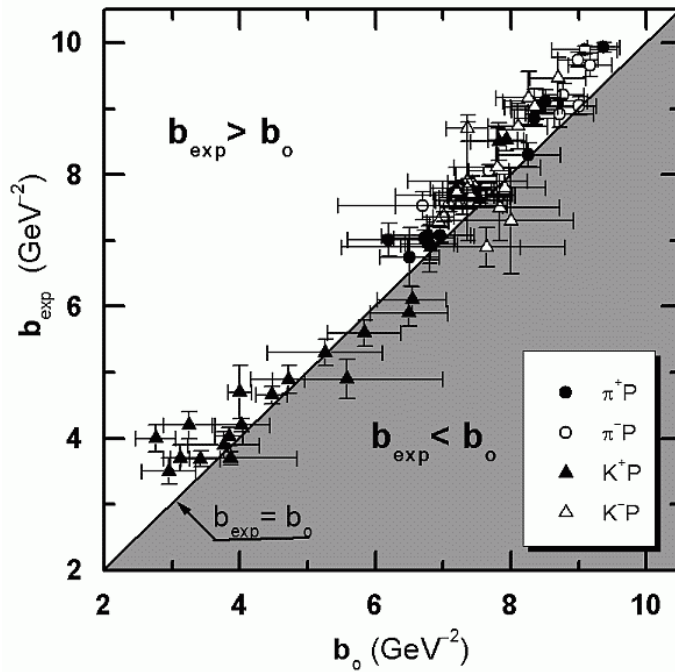 10
8
6
4
2
b_exp (GeV⁻²)
b_exp > b_o
b_exp < b_o
b_exp = b_o
π⁺P
π⁻P
K⁺P
K⁻P
2 4 6 8 10
b_o (GeV⁻²)